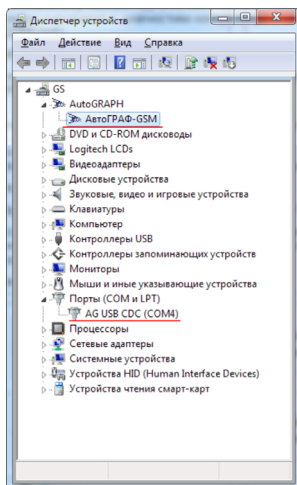 Диспетчер устройств
Файл Действие Вид Справка
GS
AutoGRAPH
АвтоГРАФ-GSM
DVD и CD-ROM дисководы
Logitech LCDs
Видеоадаптеры
Дисковые устройства
Звуковые, видео и игровые устройства
Клавиатуры
Компьютер
Контроллеры USB
Контроллеры запоминающих устройств
Мониторы
Мыши и иные указывающие устройства
Порты (COM и LPT)
AG USB CDC (COM4)
Процессоры
Сетевые адаптеры
Системные устройства
Устройства HID (Human Interface Devices)
Устройства чтения смарт-карт